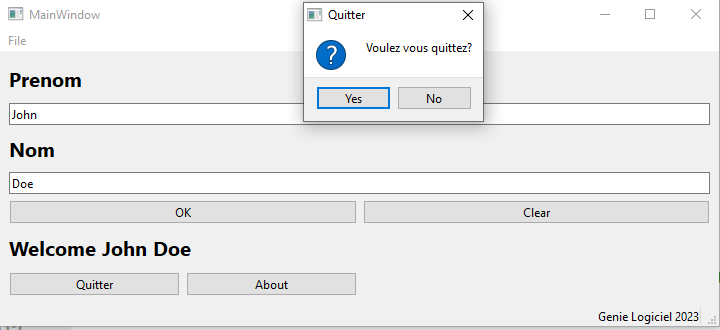 MainWindow
Quitter
File
Voulez vous quittez?
Yes
No
Prenom
John
Nom
Doe
OK
Clear
Welcome John Doe
Quitter
About
Genie Logiciel 2023